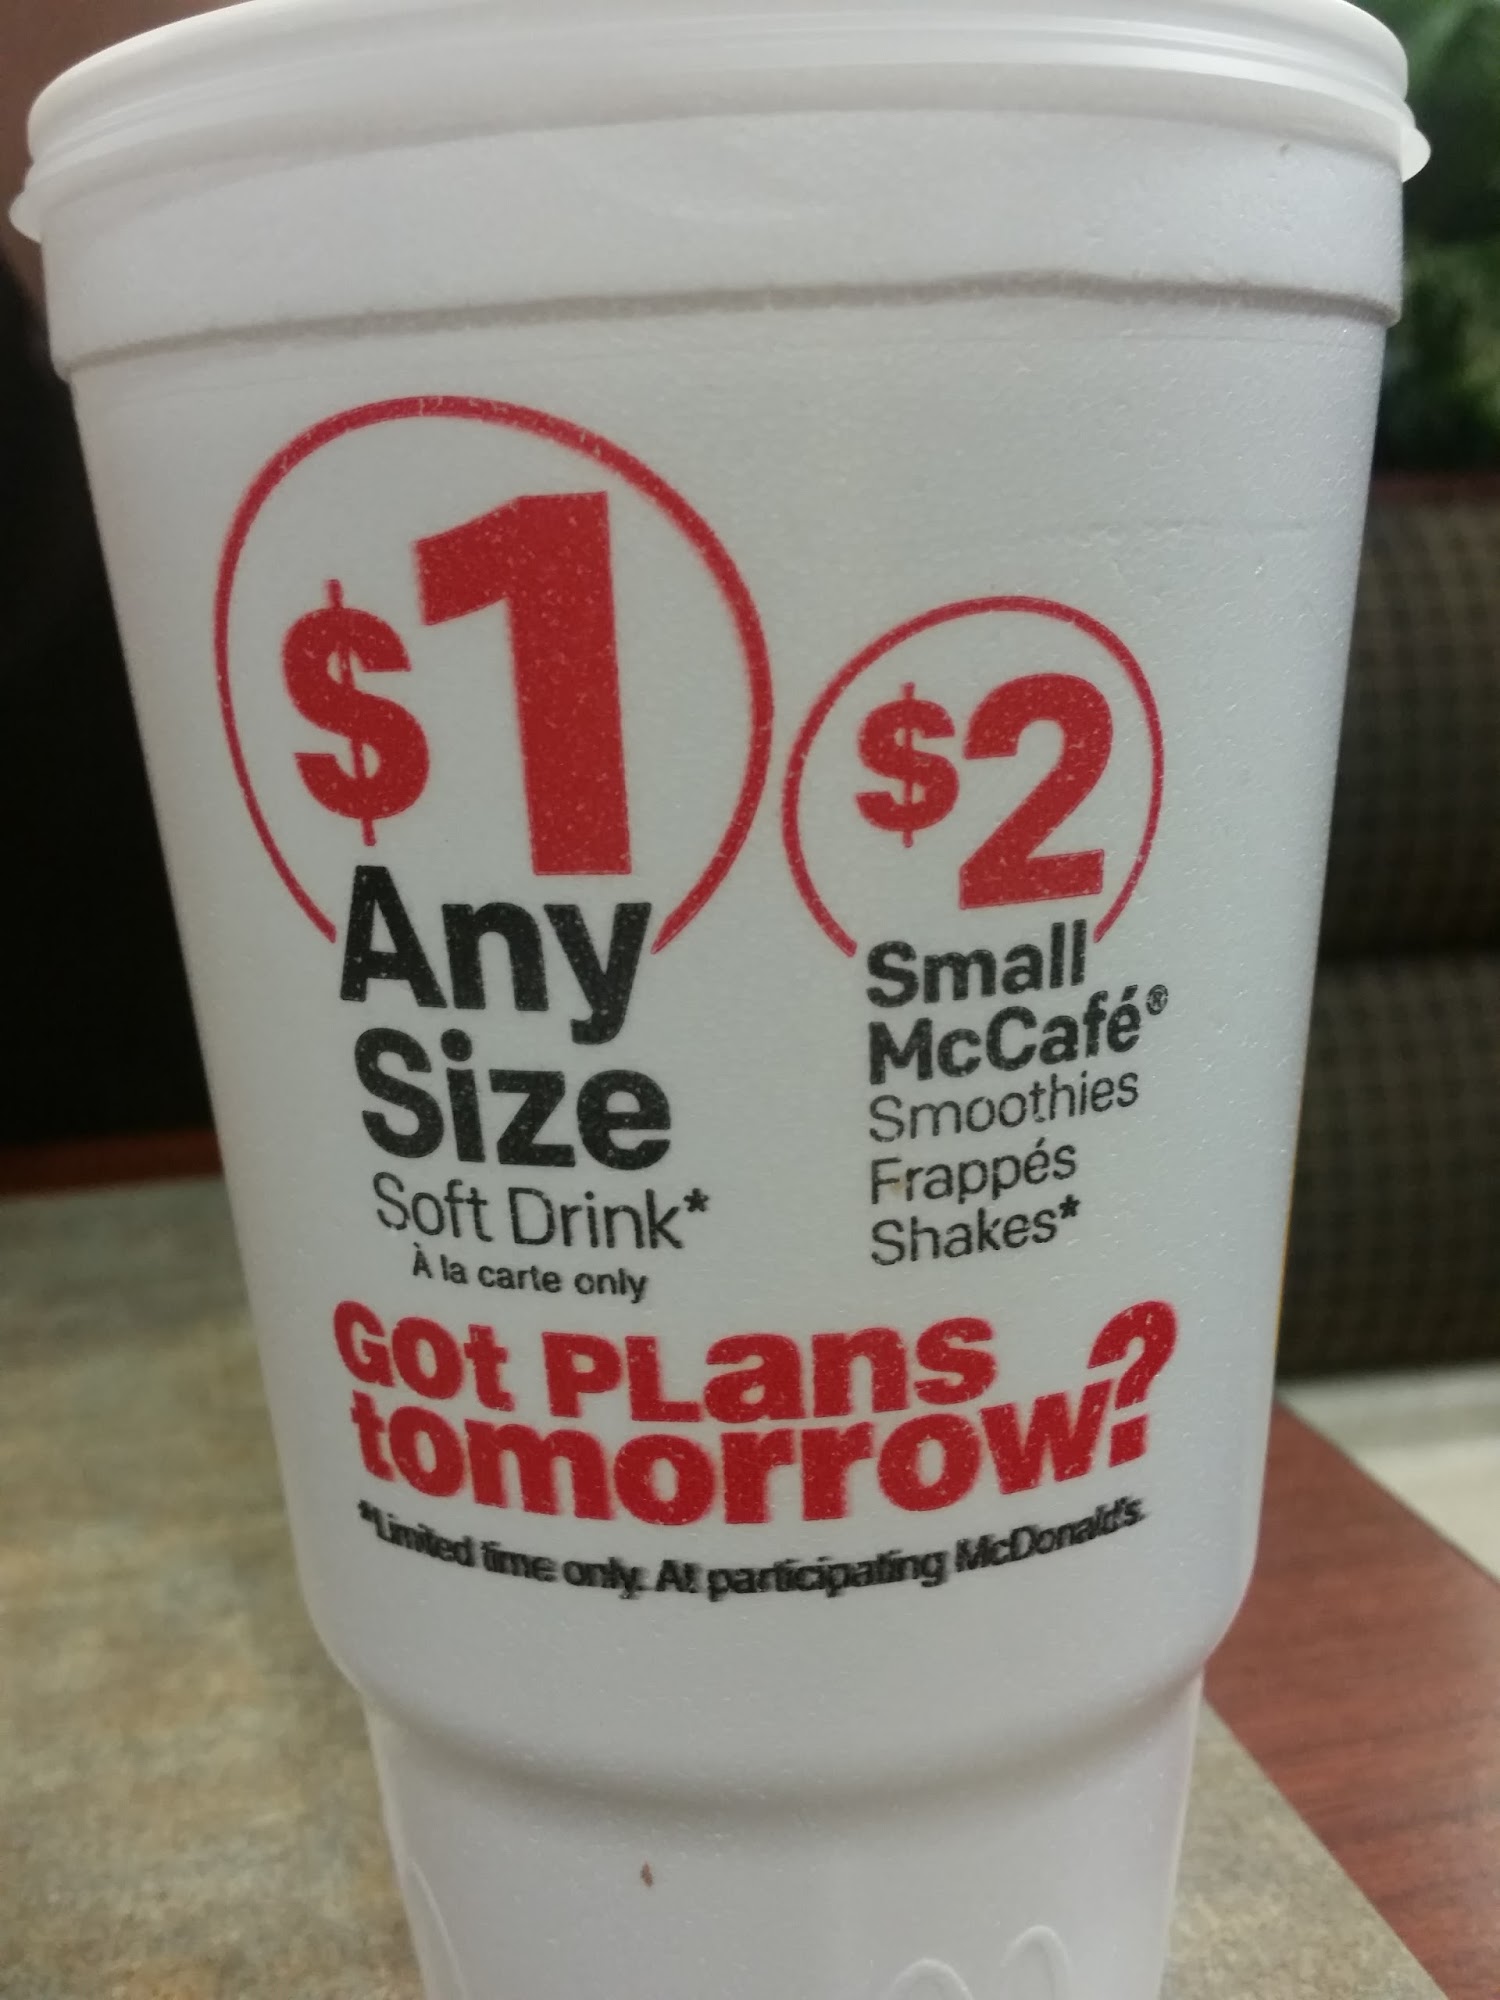 $1
Any
Size
Soft Drink*
À la carte only
$2
Small
McCafé®
Smoothies
Frappés
Shakes*
GOt PLans
tomorrow?
*Limited time only. At participating McDonald's.